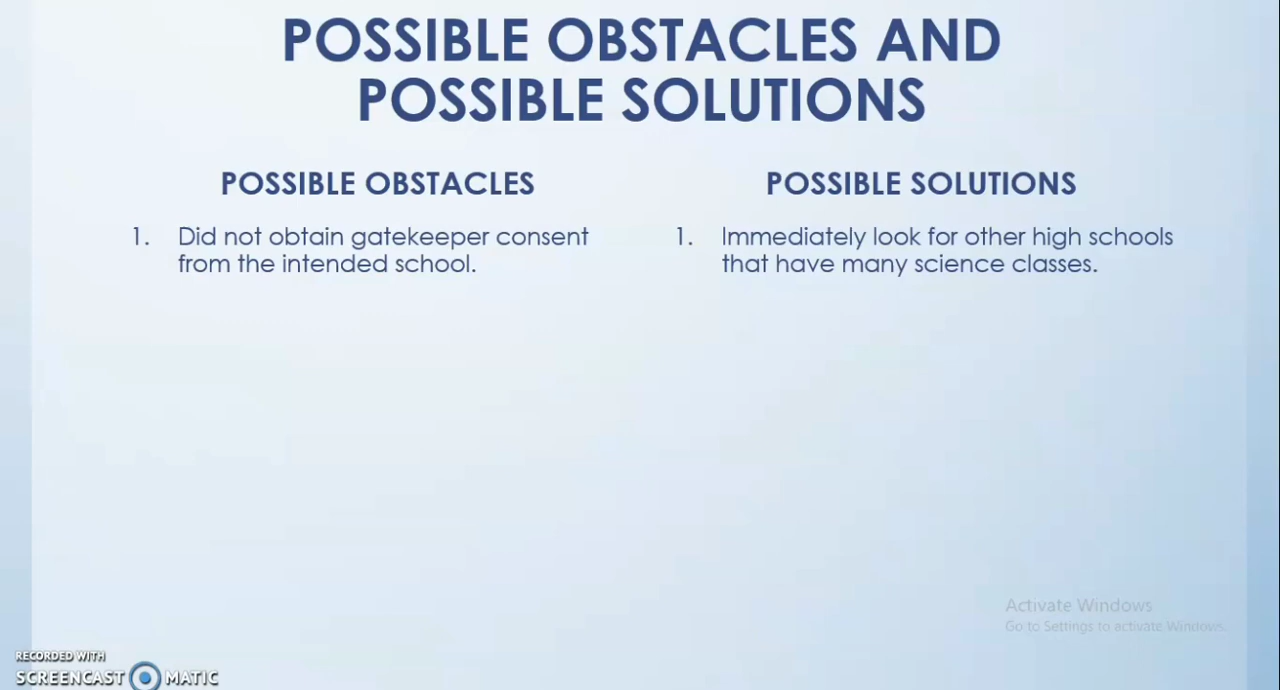 POSSIBLE OBSTACLES AND
POSSIBLE SOLUTIONS
POSSIBLE OBSTACLES
1. Did not obtain gatekeeper consent
from the intended school.
POSSIBLE SOLUTIONS
1. Immediately look for other high schools
that have many science classes.
Activate Windows
Go to Settings to activate Windows.
RECORDED WITH
SCREENCAST MATIC